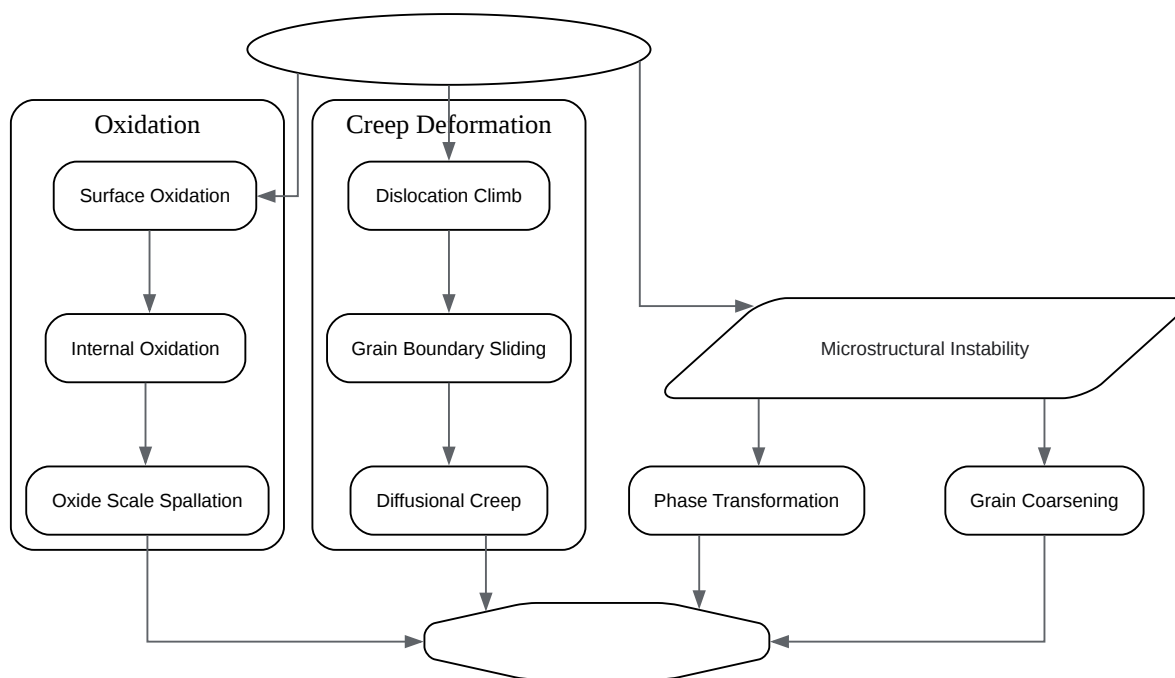 Oxidation
Creep Deformation
Surface Oxidation
Dislocation Climb
Internal Oxidation
Grain Boundary Sliding
Microstructural Instability
Oxide Scale Spallation
Diffusional Creep
Phase Transformation
Grain Coarsening